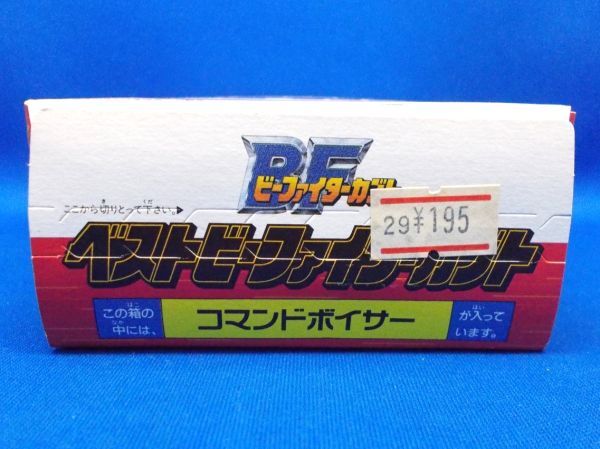 BF
ビーファイターカブト
ここから切りとって下さい。
29 ¥195
ベストビーファイターカブト
この箱の中には、
コマンドボイサー
が入っています。